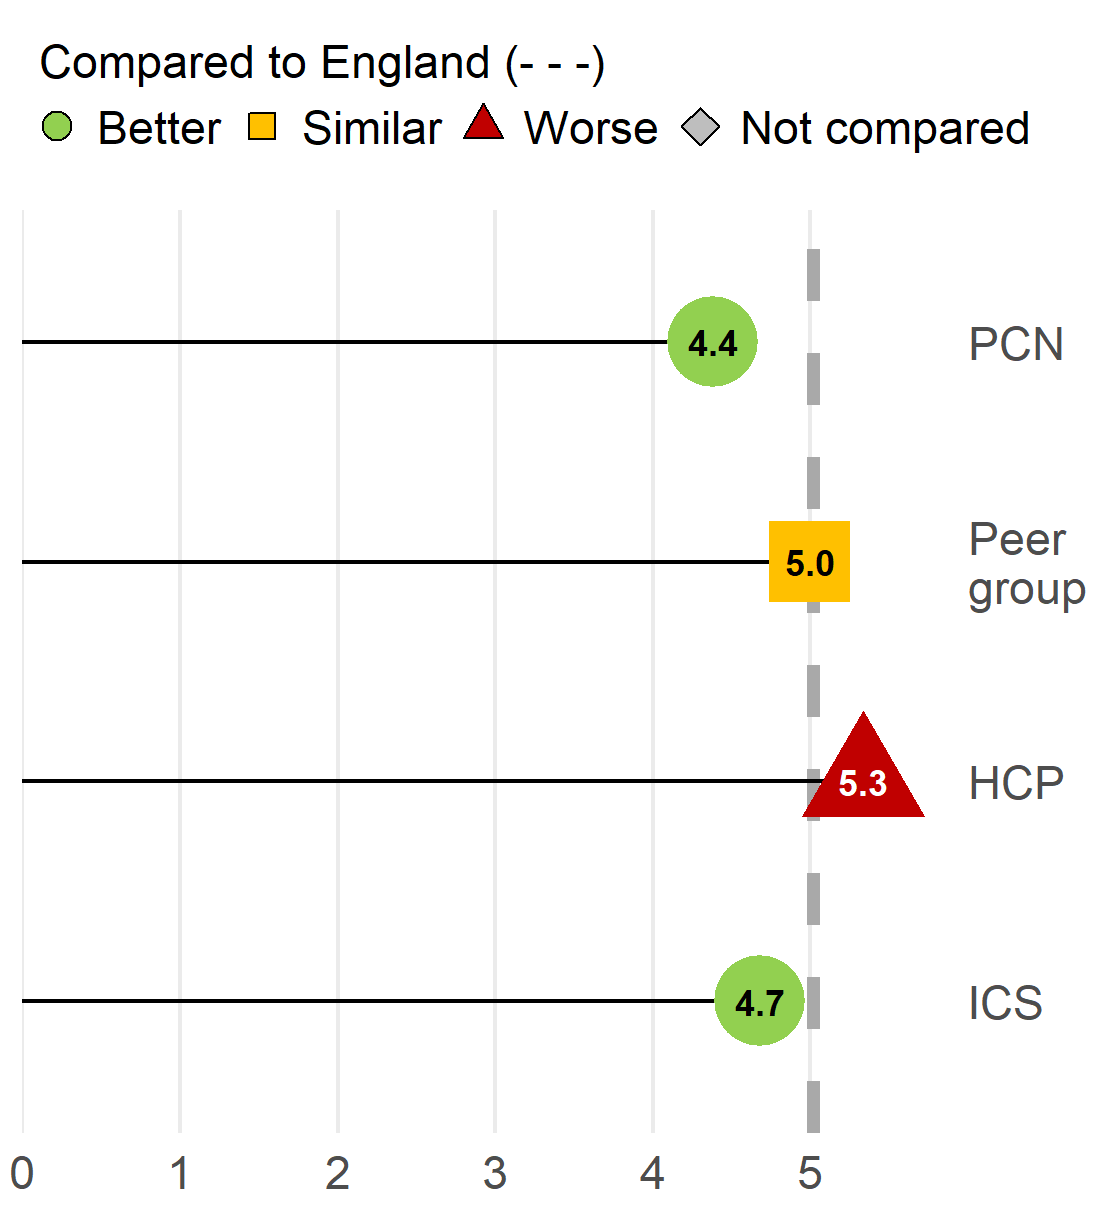 Compared to England (- - -)
Better Similar Worse Not compared
4.4 PCN
5.0 Peer
group
5.3 HCP
4.7 ICS
0 1 2 3 4 5